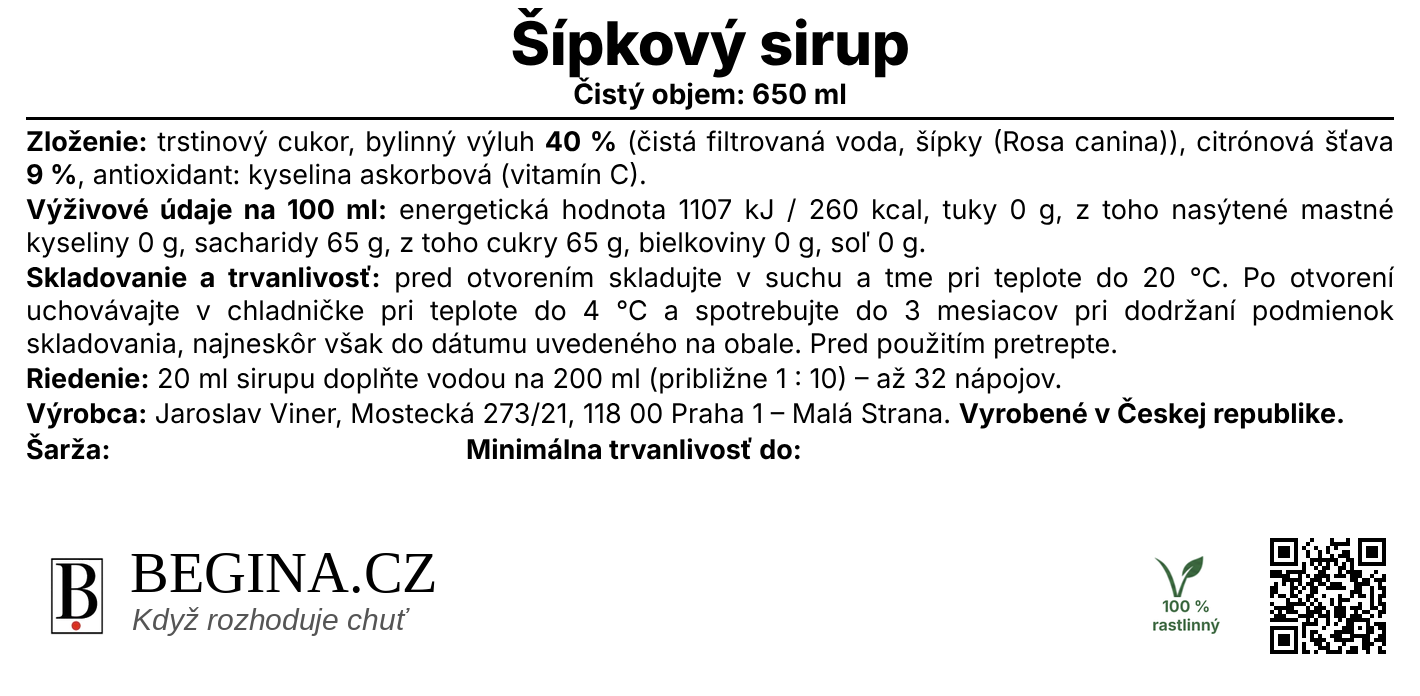 Šípkový sirup
Čistý objem: 650 ml
Zloženie: trstinový cukor, bylinný výluh 40 % (čistá filtrovaná voda, šípky (Rosa canina)), citrónová šťava
9 %, antioxidant: kyselina askorbová (vitamín C).
Výživové údaje na 100 ml: energetická hodnota 1107 kJ / 260 kcal, tuky 0 g, z toho nasýtené mastné
kyseliny 0 g, sacharidy 65 g, z toho cukry 65 g, bielkoviny 0 g, soľ 0 g.
Skladovanie a trvanlivosť: pred otvorením skladujte v suchu a tme pri teplote do 20 °C. Po otvorení
uchovávajte v chladničke pri teplote do 4 °C a spotrebujte do 3 mesiacov pri dodržaní podmienok
skladovania, najneskôr však do dátumu uvedeného na obale. Pred použitím pretrepte.
Riedenie: 20 ml sirupu doplňte vodou na 200 ml (približne 1 : 10) – až 32 nápojov.
Výrobca: Jaroslav Viner, Mostecká 273/21, 118 00 Praha 1 – Malá Strana. Vyrobené v Českej republike.
Šarža: Minimálna trvanlivosť do:
B BEGINA.CZ
Když rozhoduje chuť
100 %
rastlinný